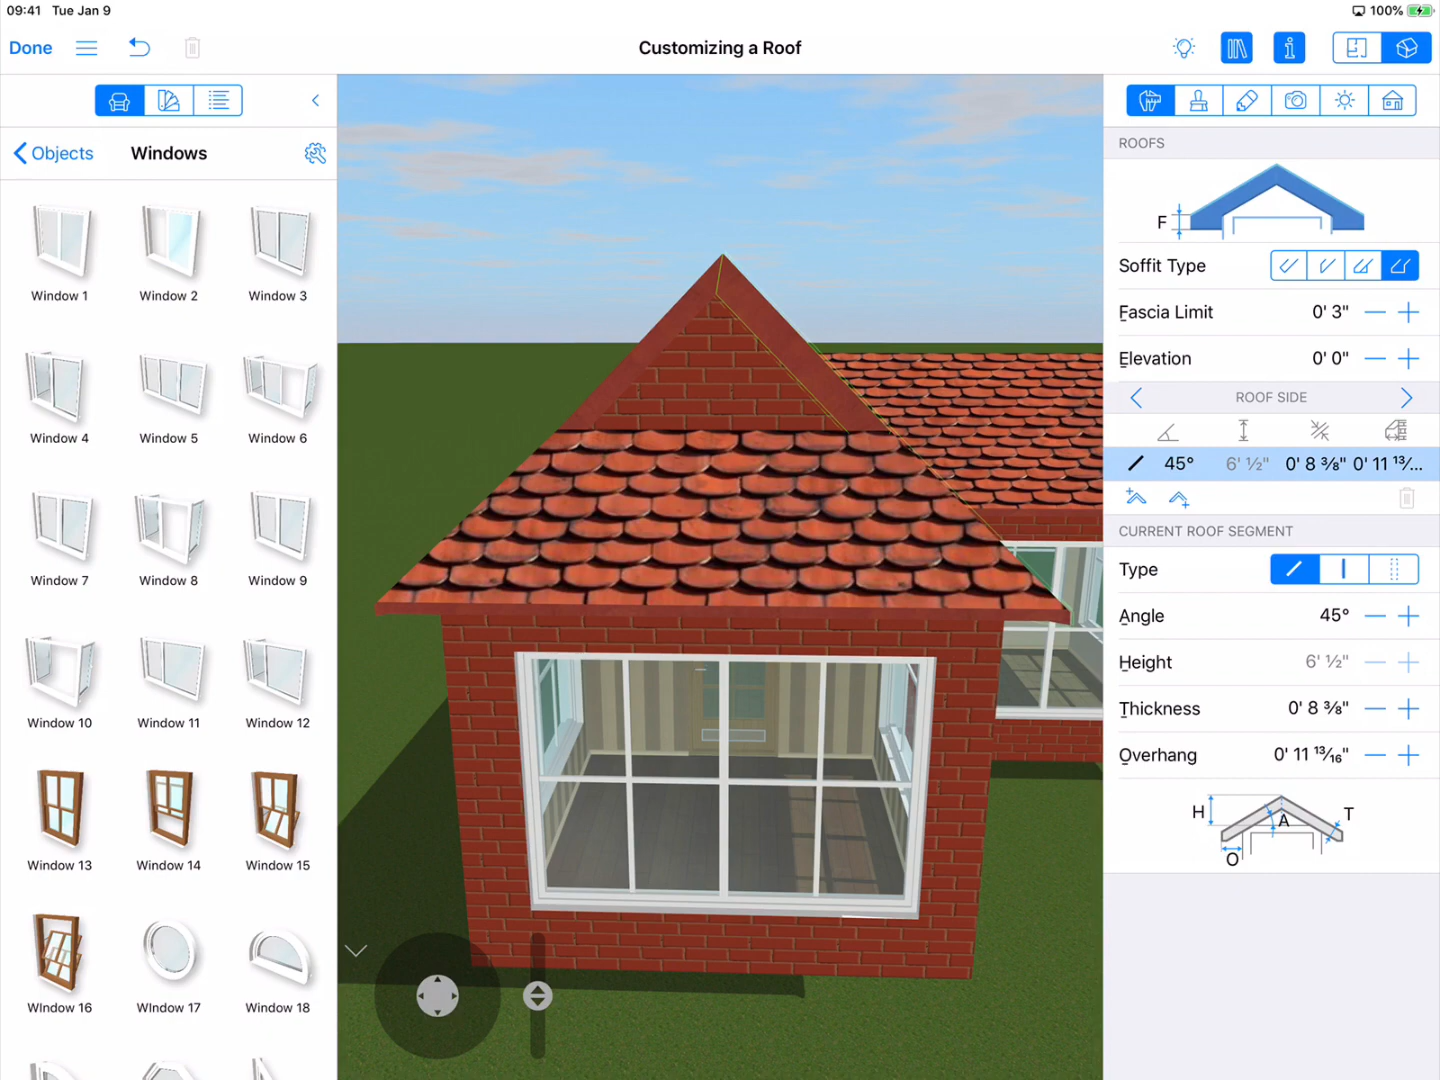 09:41 Tue Jan 9
100%
Done
Customizing a Roof
Objects
Windows
Window 1
Window 2
Window 3
Window 4
Window 5
Window 6
Window 7
Window 8
Window 9
Window 10
Window 11
Window 12
Window 13
Window 14
Window 15
WIndow 16
WIndow 17
Window 18
ROOFS
F
Soffit Type
Fascia Limit 0' 3"
Elevation 0' 0"
ROOF SIDE
45° 6' ½" 0' 8 ⅜" 0' 11 ¹³⁄...
CURRENT ROOF SEGMENT
Type
Angle 45°
Height 6' ½"
Thickness 0' 8 ⅜"
Overhang 0' 11 ¹³⁄₁₆"
H
A
T
O